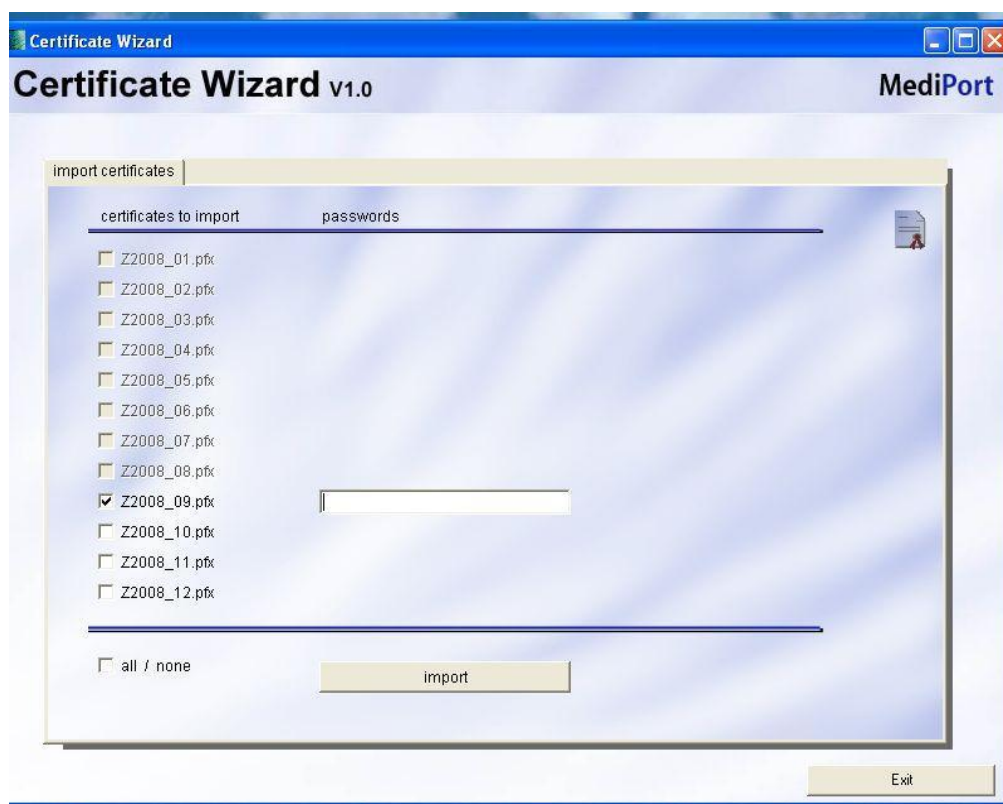 Certificate Wizard
Certificate Wizard V1.0
MediPort
import certificates
certificates to import passwords
Z2008_01.pfx
Z2008_02.pfx
Z2008_03.pfx
Z2008_04.pfx
Z2008_05.pfx
Z2008_06.pfx
Z2008_07.pfx
Z2008_08.pfx
Z2008_09.pfx
Z2008_10.pfx
Z2008_11.pfx
Z2008_12.pfx
all / none
import
Exit